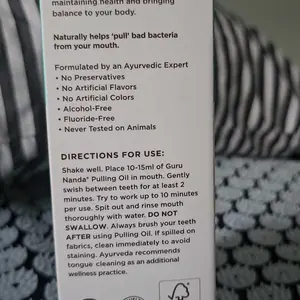 maintaining health and bringing
balance to your body.
Naturally helps 'pull' bad bacteria
from your mouth.
Formulated by an Ayurvedic Expert
• No Preservatives
• No Artificial Flavors
• No Artificial Colors
• Alcohol-Free
• Fluoride-Free
• Never Tested on Animals
DIRECTIONS FOR USE:
Shake well. Place 10-15ml of Guru
Nanda® Pulling Oil in mouth. Gently
swish between teeth for at least 2
minutes. Try to work up to 10 minutes
per use. Spit out and rinse mouth
thoroughly with water. DO NOT
SWALLOW. Always brush your teeth
AFTER using Pulling Oil. If spilled on
fabrics, clean immediately to avoid
staining. Ayurveda recommends
tongue cleaning as an additional
wellness practice.